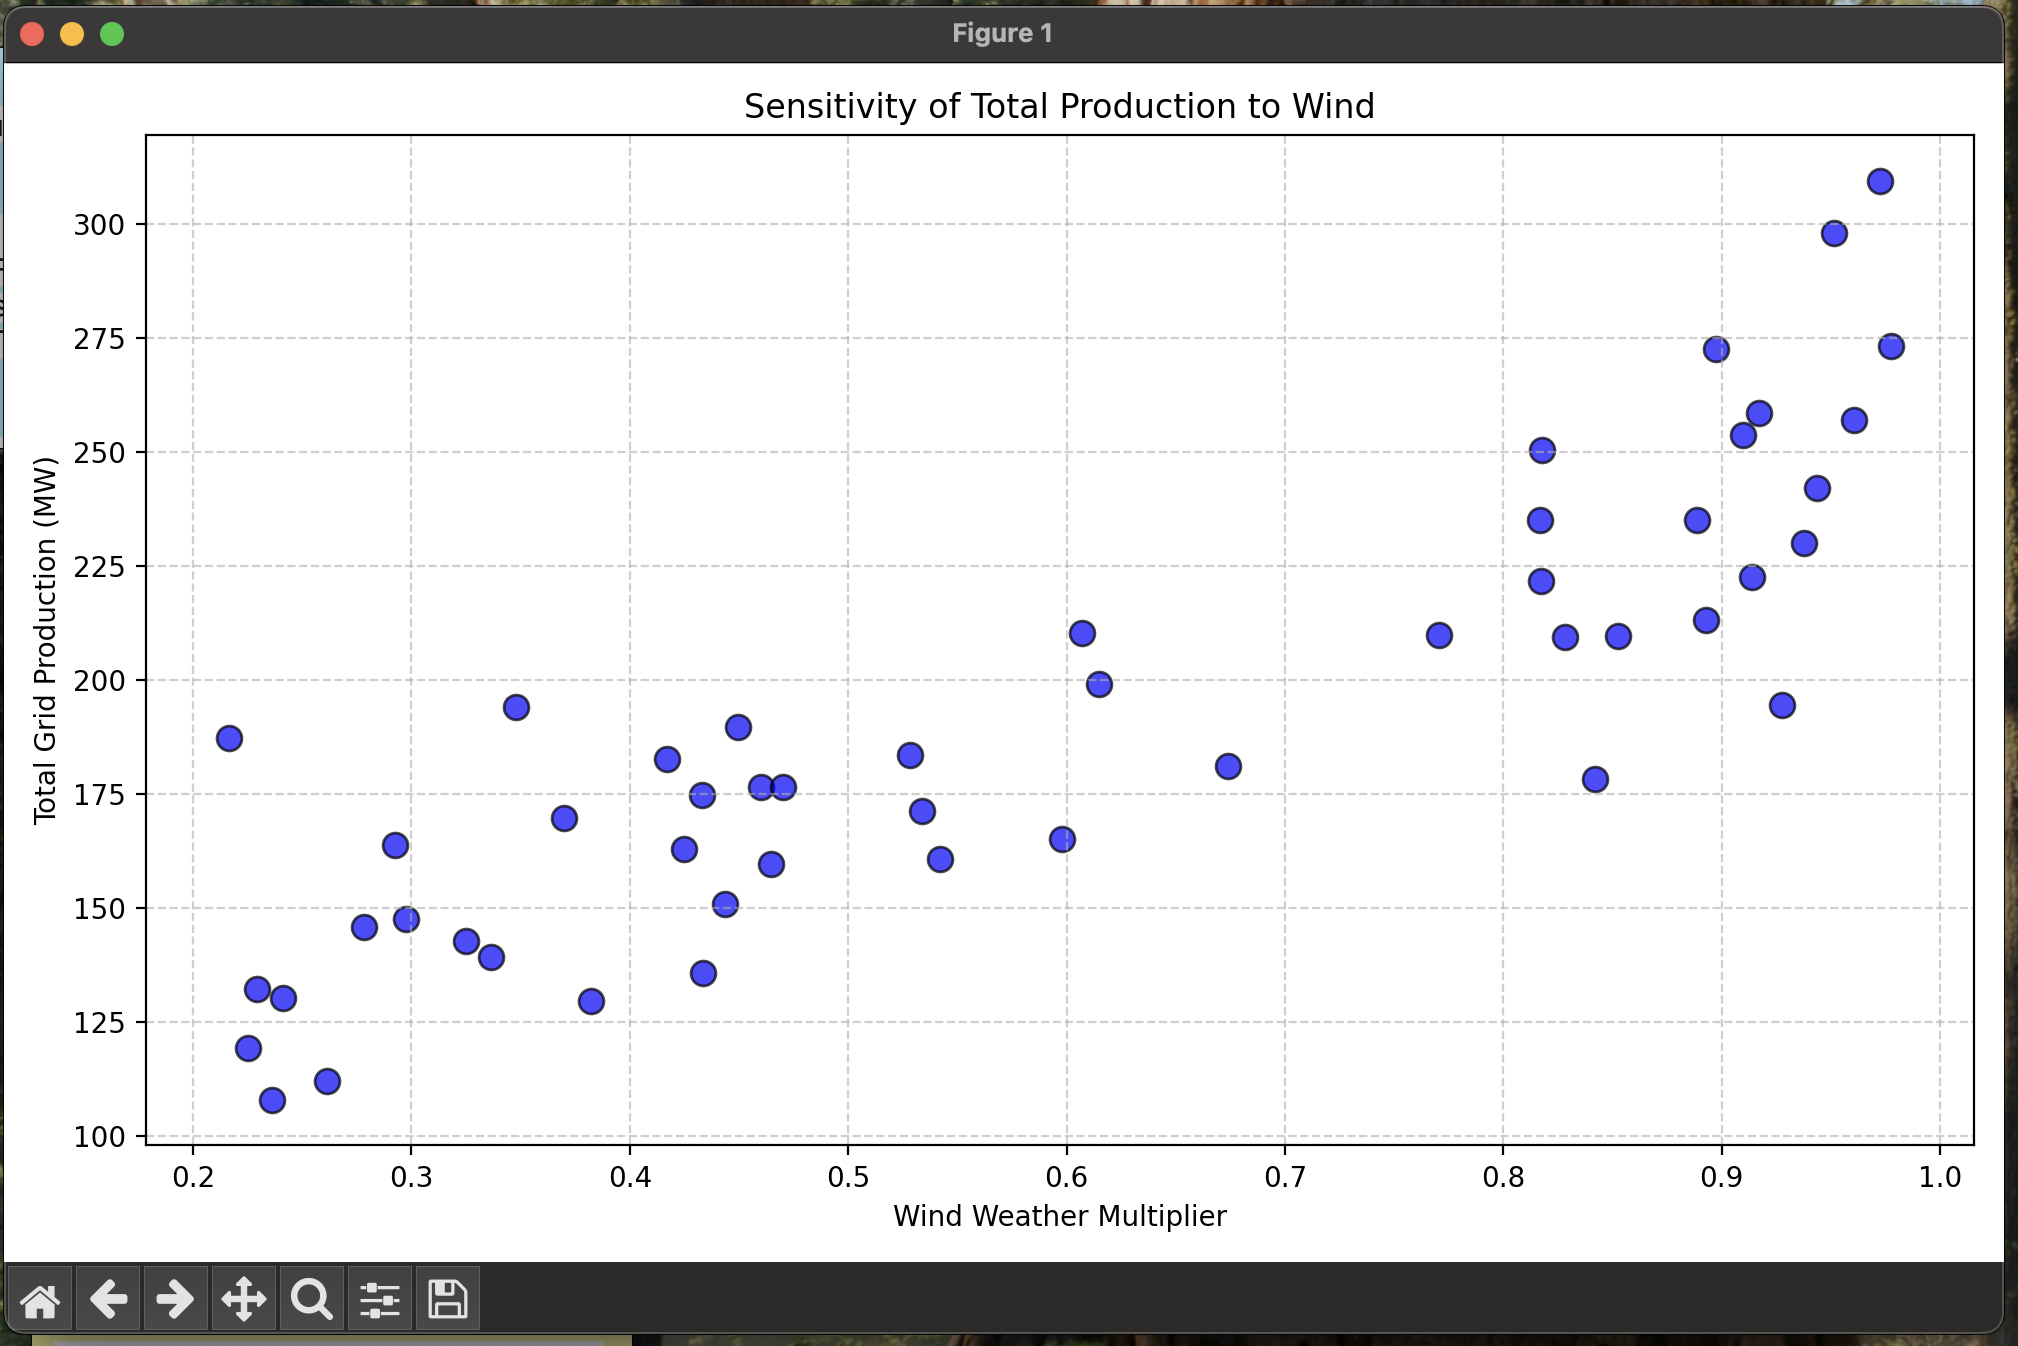 Figure 1
Sensitivity of Total Production to Wind
Total Grid Production (MW)
300
275
250
225
200
175
150
125
100
0.2 0.3 0.4 0.5 0.6 0.7 0.8 0.9 1.0
Wind Weather Multiplier